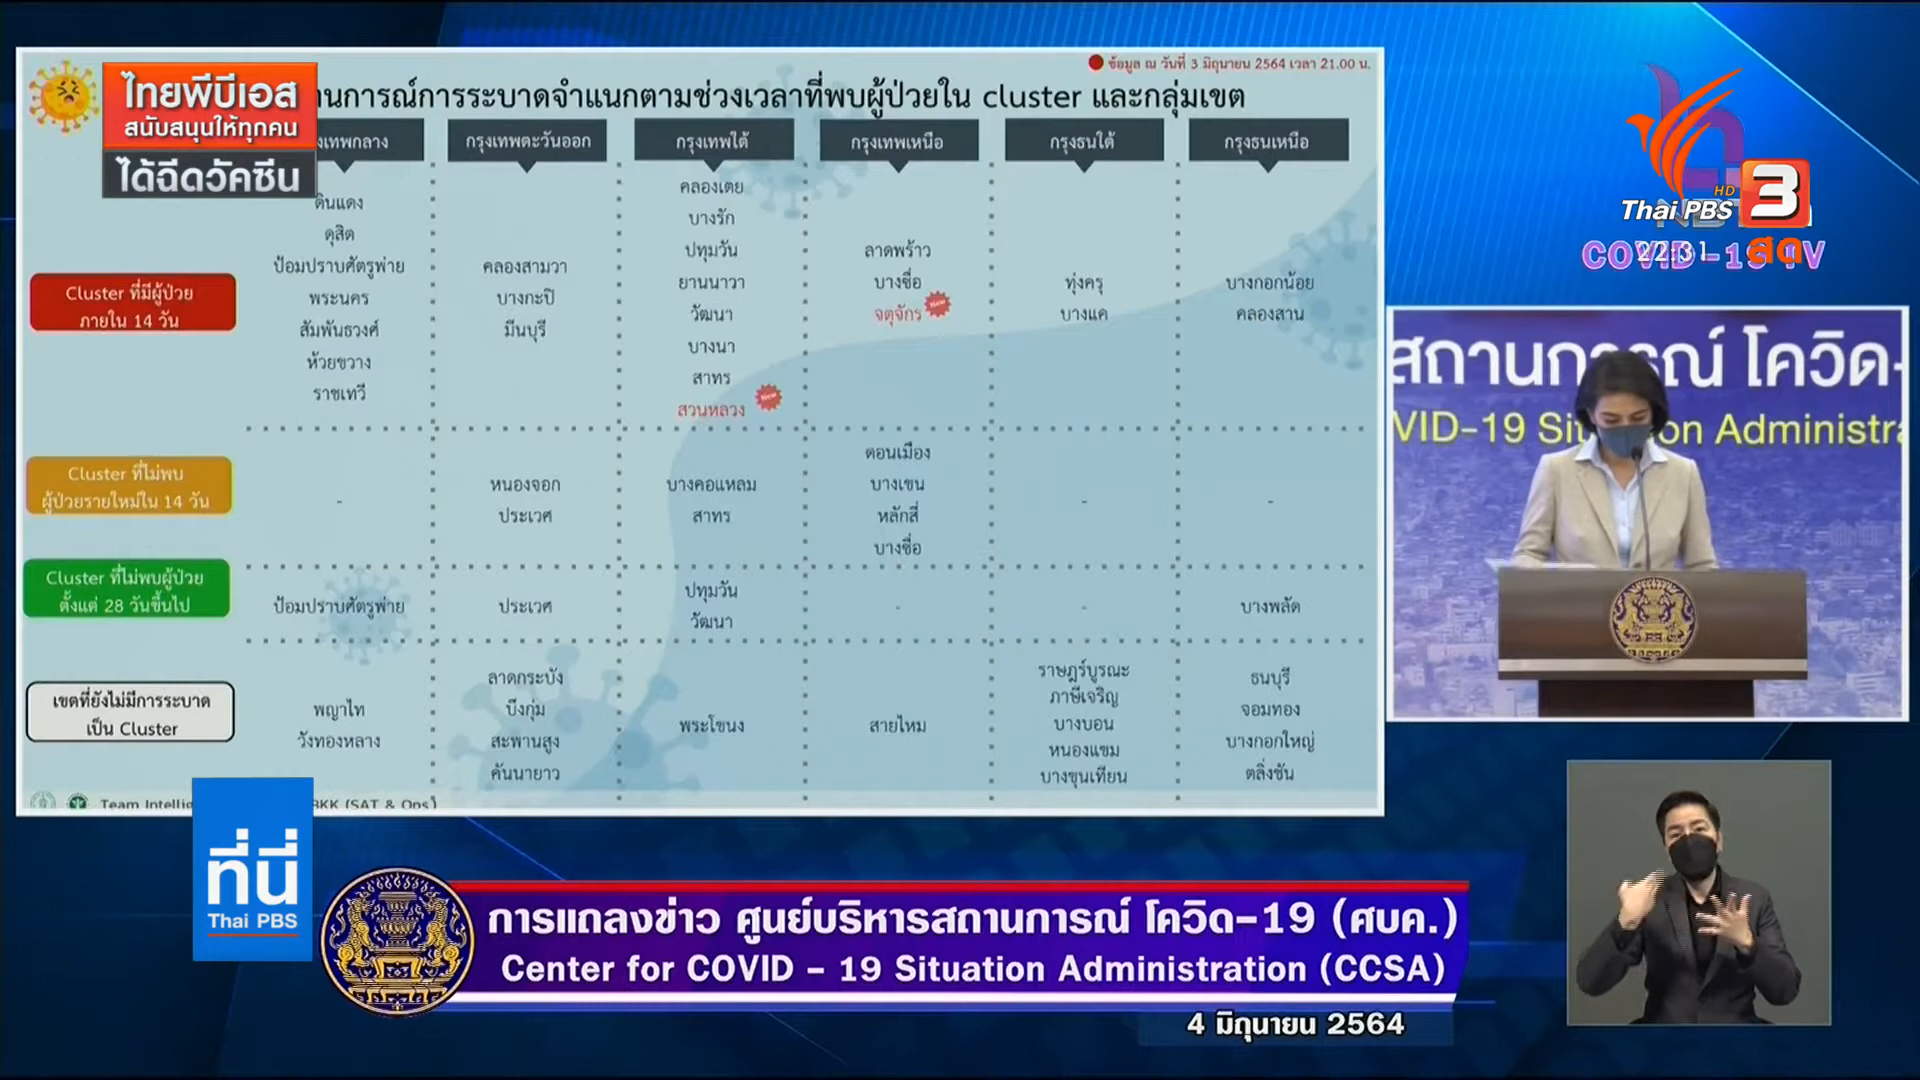 ข้อมูล ณ วันที่ 3 มิถุนายน 2564 เวลา 21.00 น.
ไทยพีบีเอส
สนับสนุนให้ทุกคน
ได้ฉีดวัคซีน
านการณ์การระบาดจำแนกตามช่วงเวลาที่พบผู้ป่วยใน cluster และกลุ่มเขต
งเทพกลาง
กรุงเทพตะวันออก
กรุงเทพใต้
กรุงเทพเหนือ
กรุงธนใต้
กรุงธนเหนือ
Cluster ที่มีผู้ป่วย
ภายใน 14 วัน
ดินแดง
ดุสิต
ป้อมปราบศัตรูพ่าย
พระนคร
สัมพันธวงศ์
ห้วยขวาง
ราชเทวี
คลองสามวา
บางกะปิ
มีนบุรี
คลองเตย
บางรัก
ปทุมวัน
ยานนาวา
วัฒนา
บางนา
สาทร
สวนหลวง
New
ลาดพร้าว
บางซื่อ
จตุจักร
New
ทุ่งครุ
บางแค
บางกอกน้อย
คลองสาน
Cluster ที่ไม่พบ
ผู้ป่วยรายใหม่ใน 14 วัน
-
หนองจอก
ประเวศ
บางคอแหลม
สาทร
ดอนเมือง
บางเขน
หลักสี่
บางซื่อ
-
-
Cluster ที่ไม่พบผู้ป่วย
ตั้งแต่ 28 วันขึ้นไป
ป้อมปราบศัตรูพ่าย
ประเวศ
ปทุมวัน
วัฒนา
-
-
บางพลัด
เขตที่ยังไม่มีการระบาด
เป็น Cluster
พญาไท
วังทองหลาง
ลาดกระบัง
บึงกุ่ม
สะพานสูง
คันนายาว
พระโขนง
สายไหม
ราษฎร์บูรณะ
ภาษีเจริญ
บางบอน
หนองแขม
บางขุนเทียน
ธนบุรี
จอมทอง
บางกอกใหญ่
ตลิ่งชัน
Team Intellig
BKK (SAT & Ops)
HD
Thai PBS
3
22:31
สด
COVID-19 TV
สถานการณ์ โควิด-
VID-19 Sit on Administra
ที่นี่
Thai PBS
การแถลงข่าว ศูนย์บริหารสถานการณ์ โควิด-19 (ศบค.)
Center for COVID - 19 Situation Administration (CCSA)
4 มิถุนายน 2564